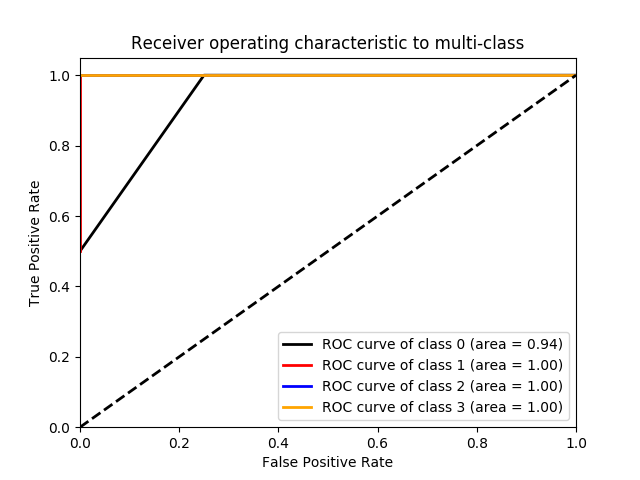 Receiver operating characteristic to multi-class
1.0
0.8
0.6
0.4
0.2
0.0
True Positive Rate
ROC curve of class 0 (area = 0.94)
ROC curve of class 1 (area = 1.00)
ROC curve of class 2 (area = 1.00)
ROC curve of class 3 (area = 1.00)
0.0 0.2 0.4 0.6 0.8 1.0
False Positive Rate